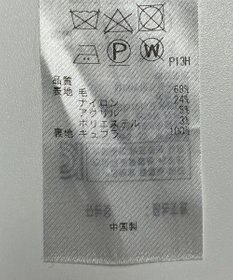 P13H
品質
表地 毛 68%
ナイロン 24%
アクリル 5%
ポリエステル 3%
裏地 キュプラ 100%
中国製